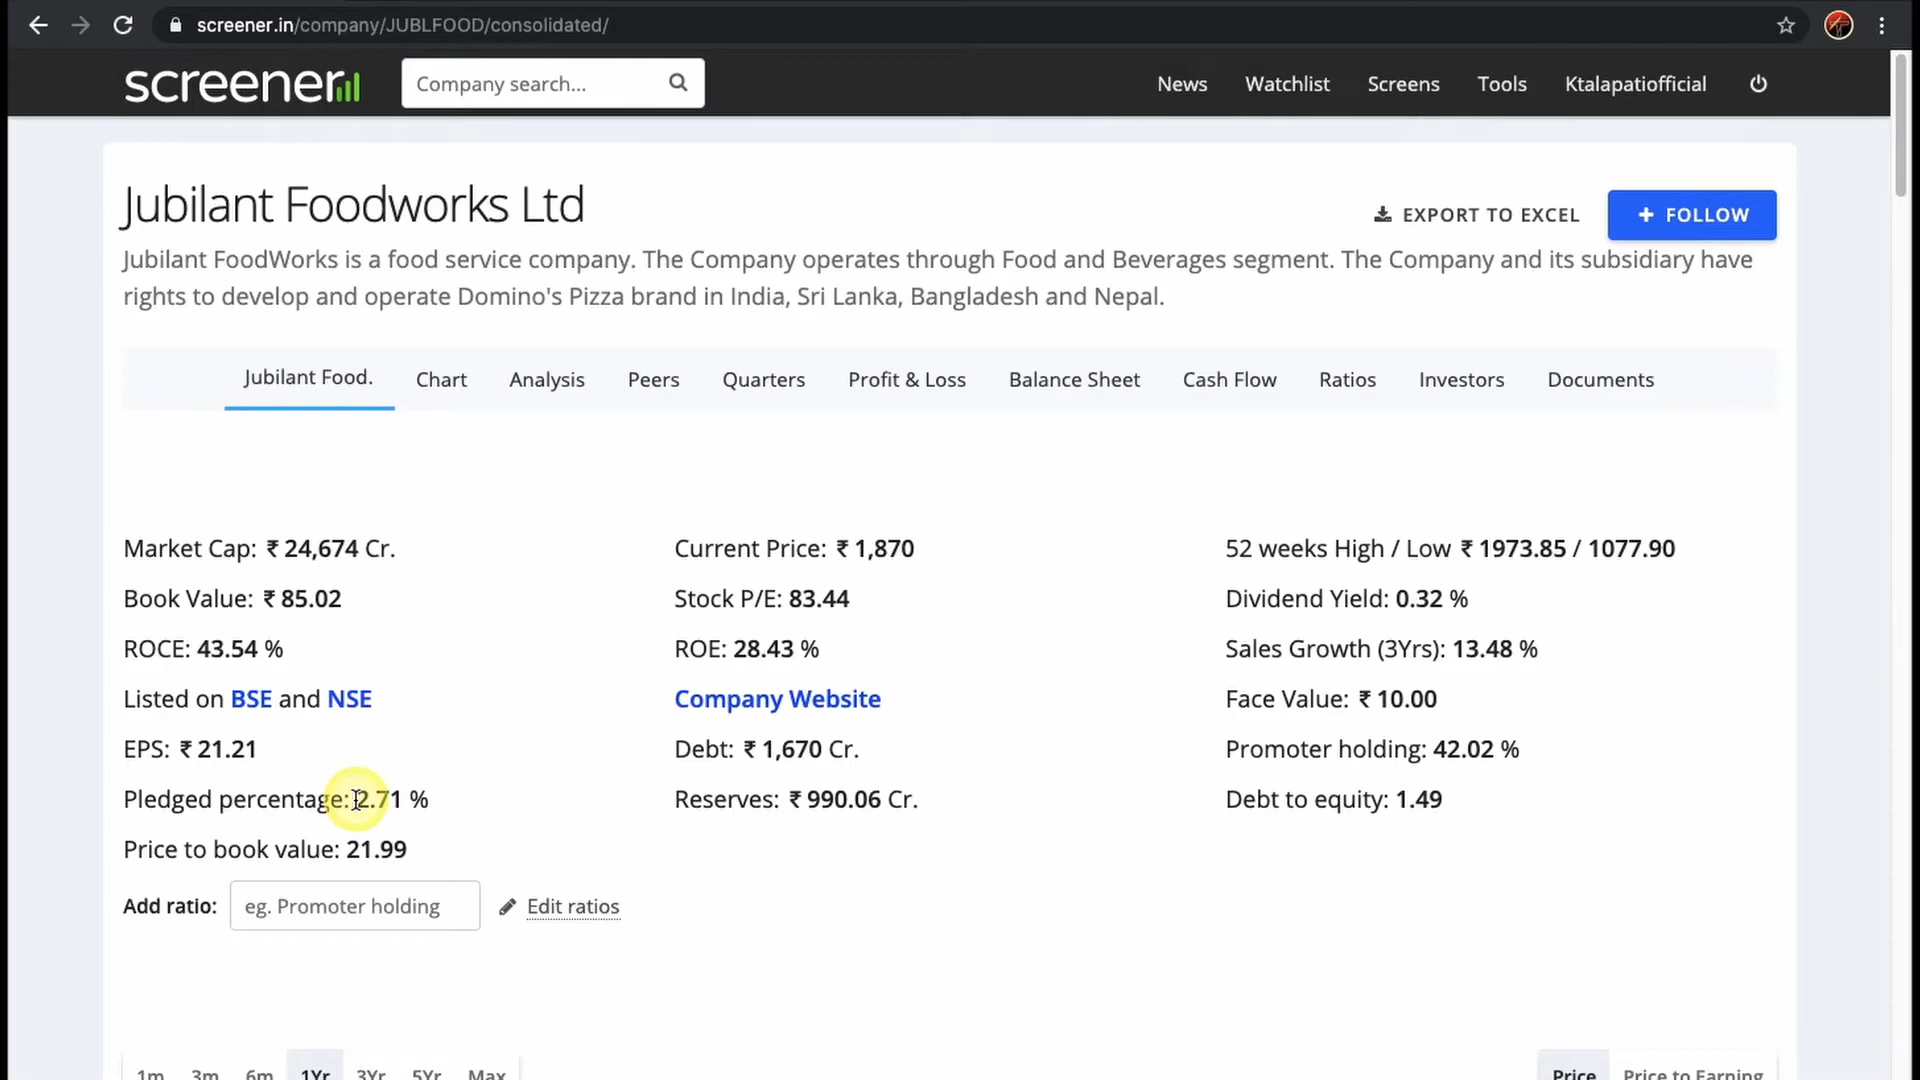 screener.in/company/JUBLFOOD/consolidated/
screener
Company search...
News Watchlist Screens Tools Ktalapatiofficial
Jubilant Foodworks Ltd
EXPORT TO EXCEL
+ FOLLOW
Jubilant FoodWorks is a food service company. The Company operates through Food and Beverages segment. The Company and its subsidiary have
rights to develop and operate Domino's Pizza brand in India, Sri Lanka, Bangladesh and Nepal.
Jubilant Food. Chart Analysis Peers Quarters Profit & Loss Balance Sheet Cash Flow Ratios Investors Documents
Market Cap: ₹ 24,674 Cr. Current Price: ₹ 1,870 52 weeks High / Low ₹ 1973.85 / 1077.90
Book Value: ₹ 85.02 Stock P/E: 83.44 Dividend Yield: 0.32 %
ROCE: 43.54 % ROE: 28.43 % Sales Growth (3Yrs): 13.48 %
Listed on BSE and NSE Company Website Face Value: ₹ 10.00
EPS: ₹ 21.21 Debt: ₹ 1,670 Cr. Promoter holding: 42.02 %
Pledged percentage: 2.71 % Reserves: ₹ 990.06 Cr. Debt to equity: 1.49
Price to book value: 21.99
Add ratio: eg. Promoter holding Edit ratios
1m 3m 6m 1Yr 3Yr 5Yr Max Price Price to Earning